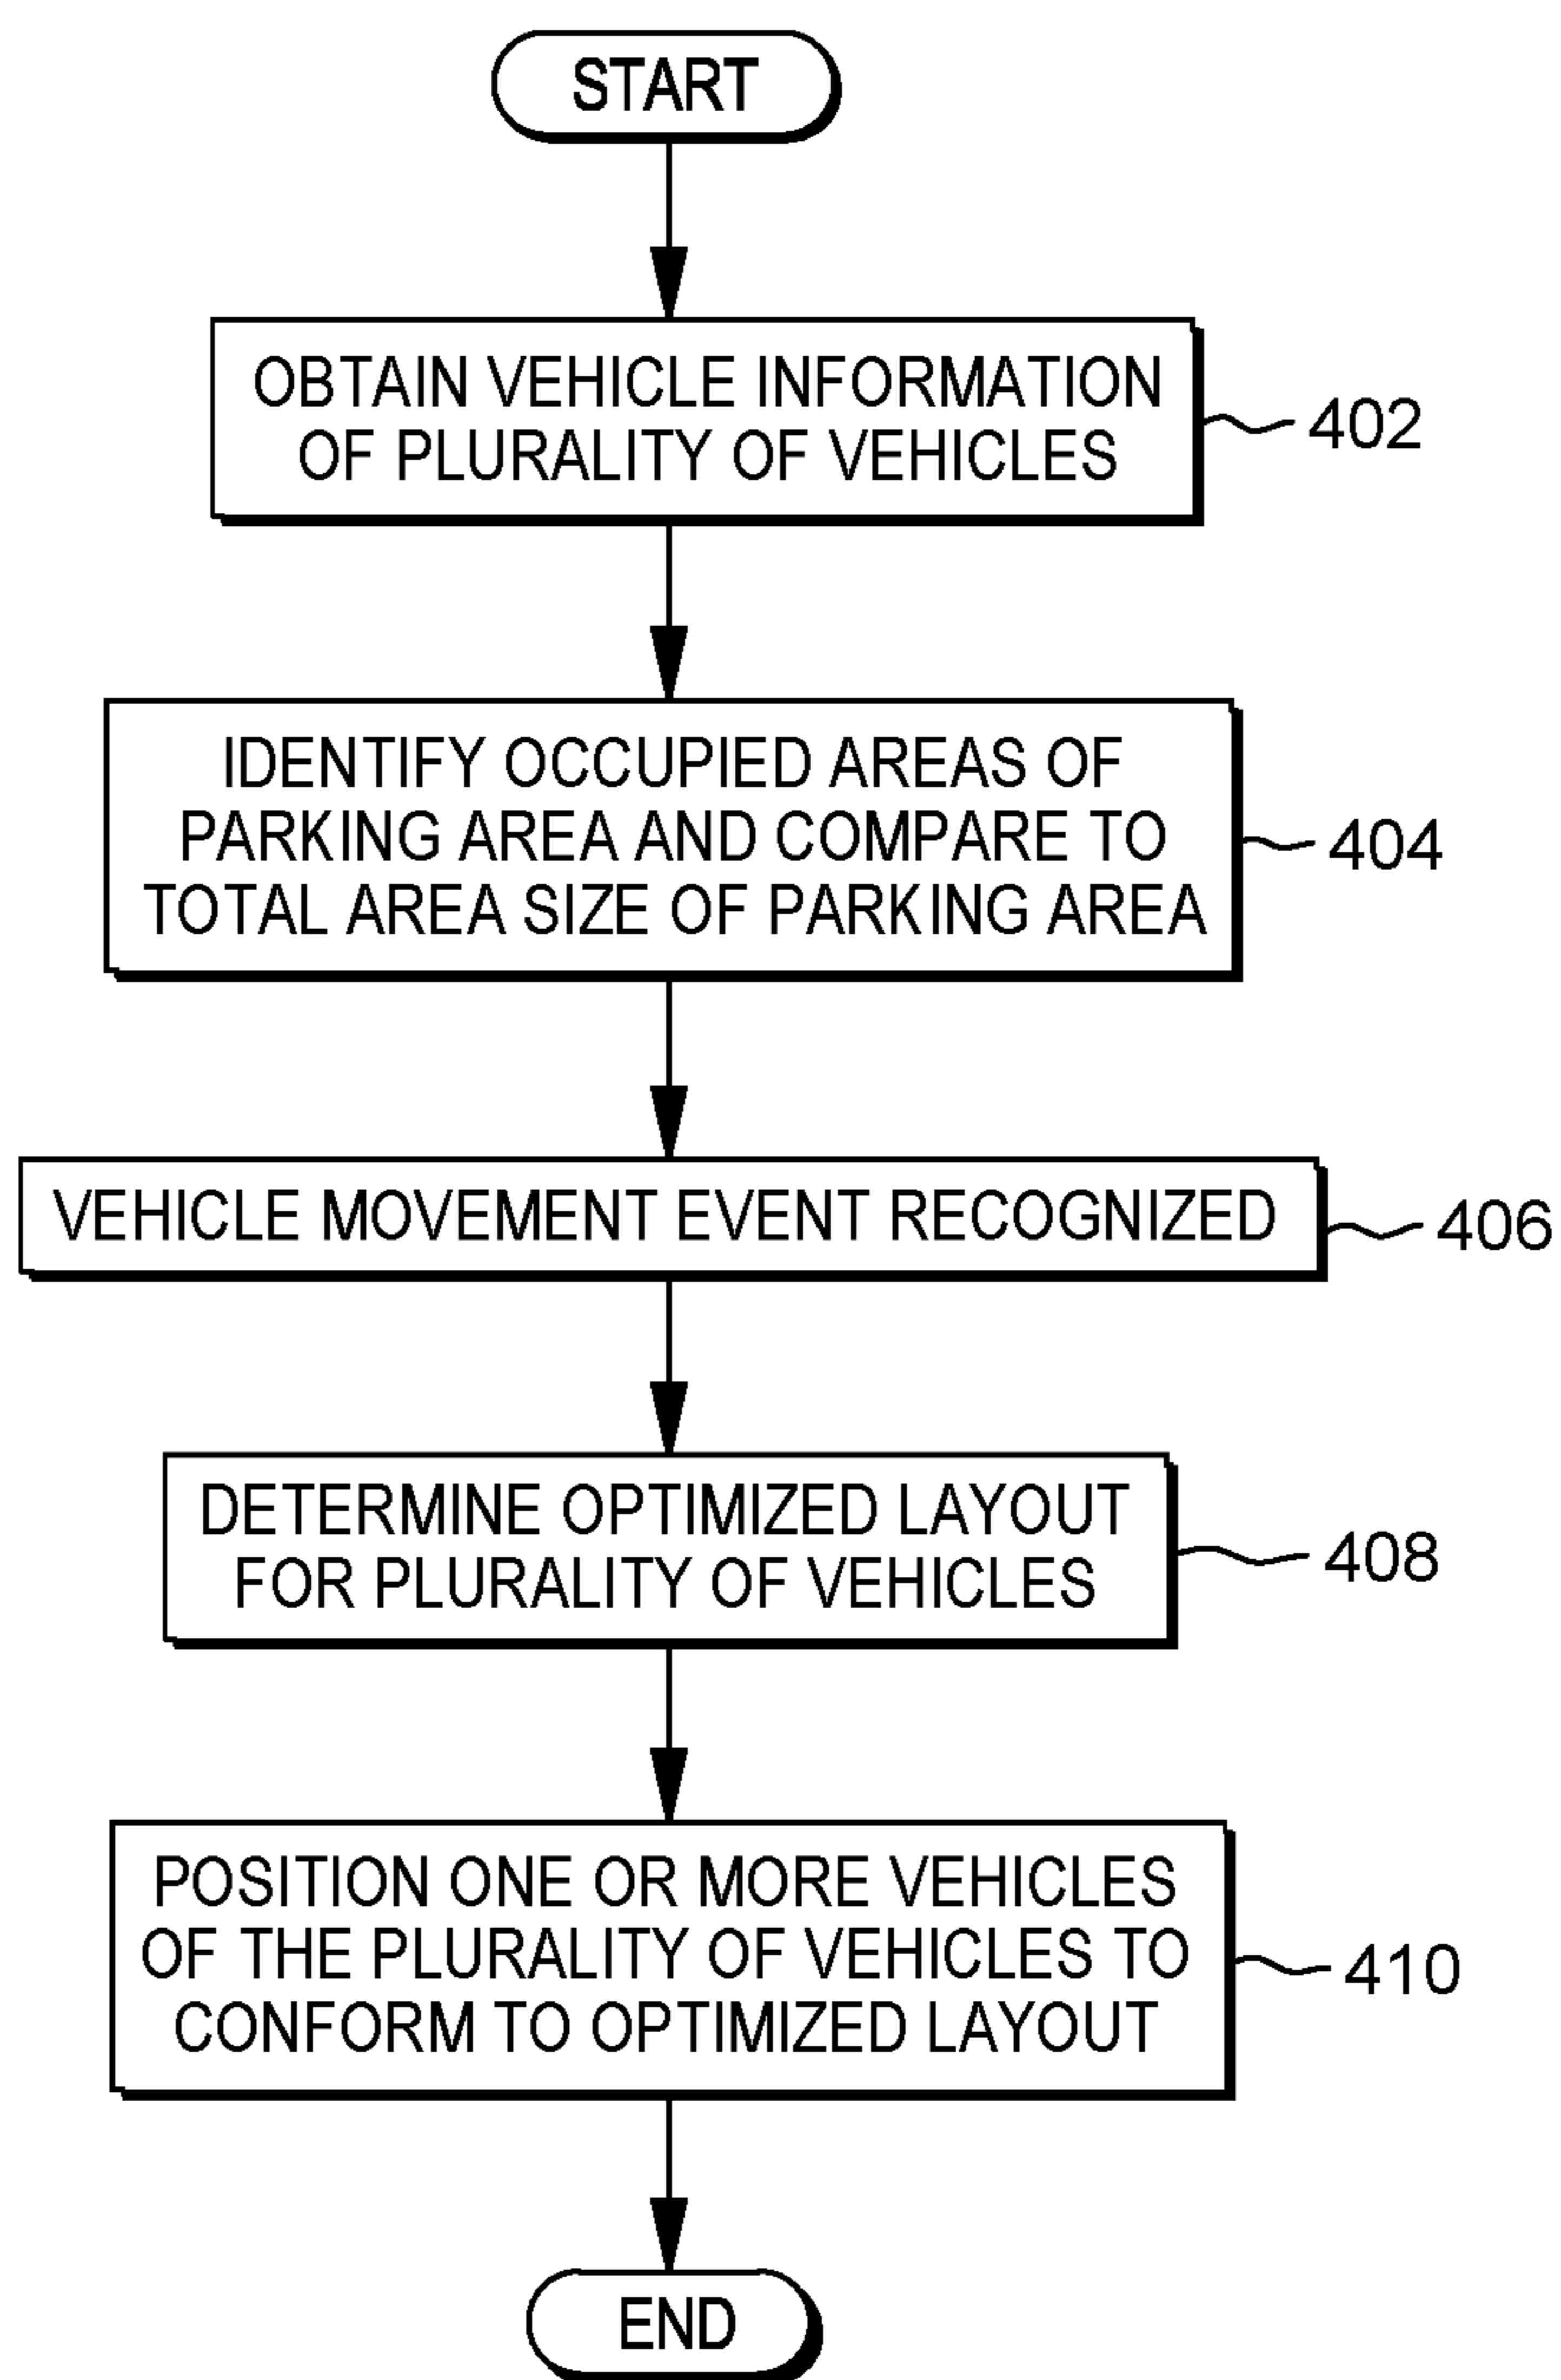 START
OBTAIN VEHICLE INFORMATION
OF PLURALITY OF VEHICLES
402
IDENTIFY OCCUPIED AREAS OF
PARKING AREA AND COMPARE TO
TOTAL AREA SIZE OF PARKING AREA
404
VEHICLE MOVEMENT EVENT RECOGNIZED
406
DETERMINE OPTIMIZED LAYOUT
FOR PLURALITY OF VEHICLES
408
POSITION ONE OR MORE VEHICLES
OF THE PLURALITY OF VEHICLES TO
CONFORM TO OPTIMIZED LAYOUT
410
END